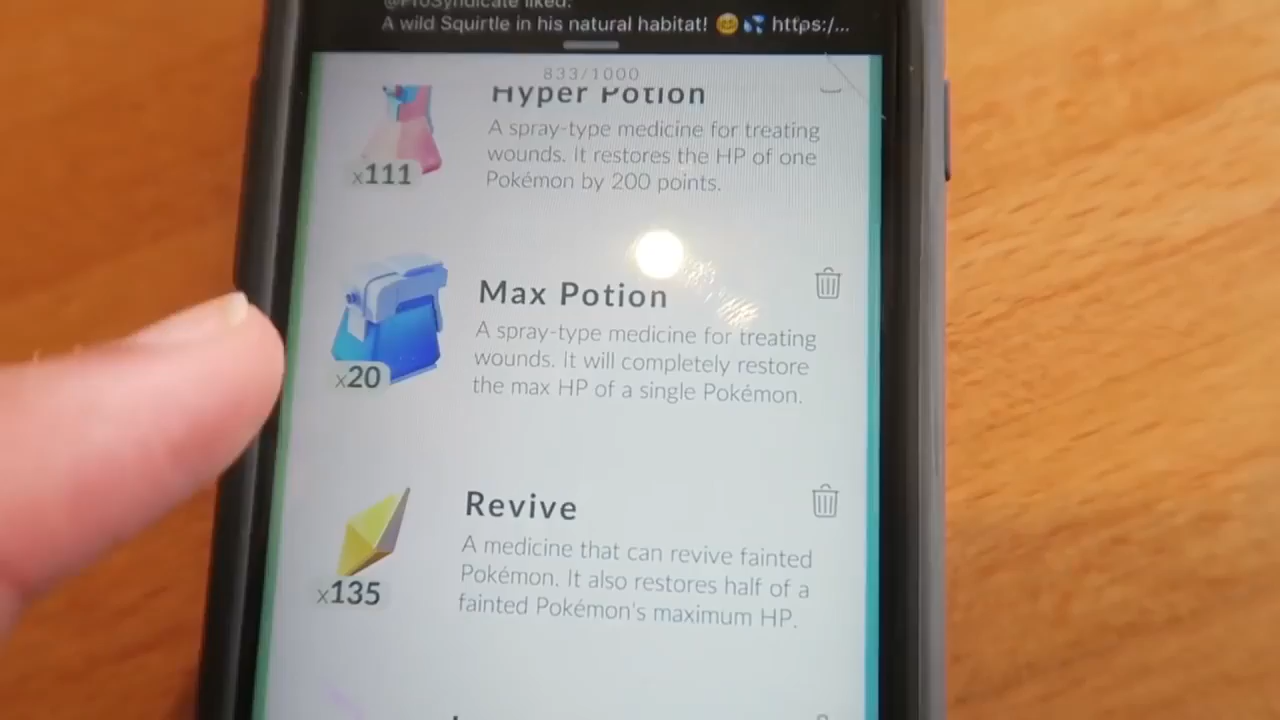 @ProSyndicate liked:
A wild Squirtle in his natural habitat! 😊💦 https:/...
833/1000
Hyper Potion
A spray-type medicine for treating
wounds. It restores the HP of one
Pokémon by 200 points.
x111
Max Potion
A spray-type medicine for treating
wounds. It will completely restore
the max HP of a single Pokémon.
x20
Revive
A medicine that can revive fainted
Pokémon. It also restores half of a
fainted Pokémon's maximum HP.
x135